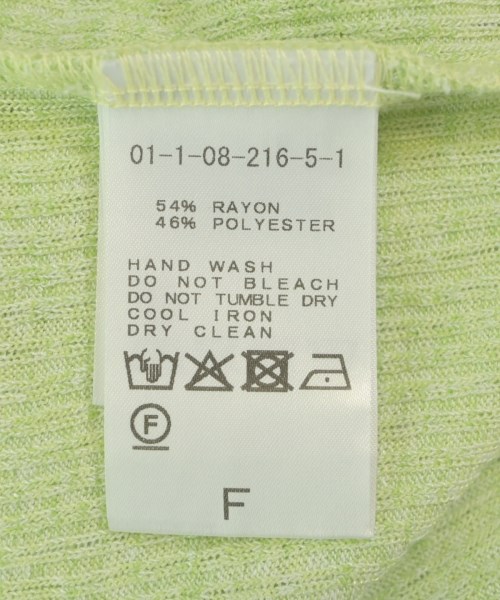 01-1-08-216-5-1
54% RAYON
46% POLYESTER
HAND WASH
DO NOT BLEACH
DO NOT TUMBLE DRY
COOL IRON
DRY CLEAN
F
F